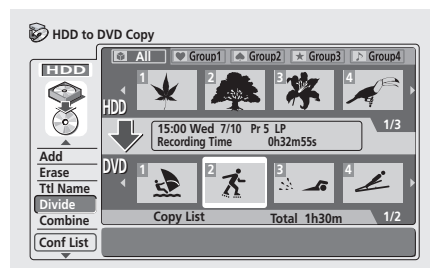 HDD to
DVD Copy
All Group1 Group2 Group3 Group4
HDD
1 2 3 4
HDD
15:00 Wed 7/10 Pr 5 LP
Recording Time 0h32m55s
1/3
Add
Erase
Ttl Name
Divide
Combine
Conf List
DVD
1 2 3 4
Copy List Total 1h30m 1/2